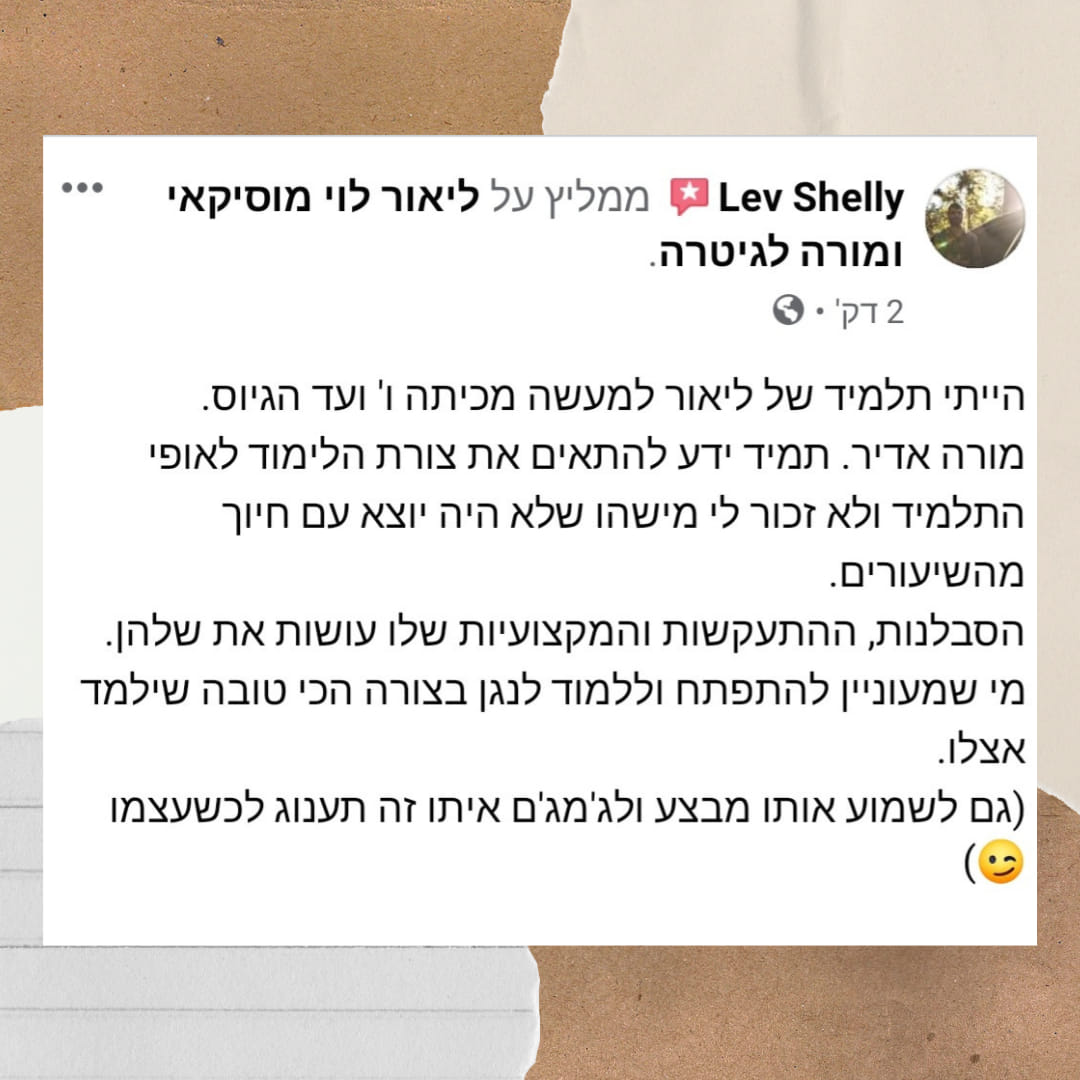 Lev Shelly ממליץ על ליאור לוי מוסיקאי
ומורה לגיטרה.
2 דק' •
הייתי תלמיד של ליאור למעשה מכיתה ו' ועד הגיוס.
מורה אדיר. תמיד ידע להתאים את צורת הלימוד לאופי
התלמיד ולא זכור לי מישהו שלא היה יוצא עם חיוך
מהשיעורים.
הסבלנות, ההתעקשות והמקצועיות שלו עושות את שלהן.
מי שמעוניין להתפתח וללמוד לנגן בצורה הכי טובה שילמד
אצלו.
(גם לשמוע אותו מבצע ולג'מג'ם איתו זה תענוג לכשעצמו
😉)